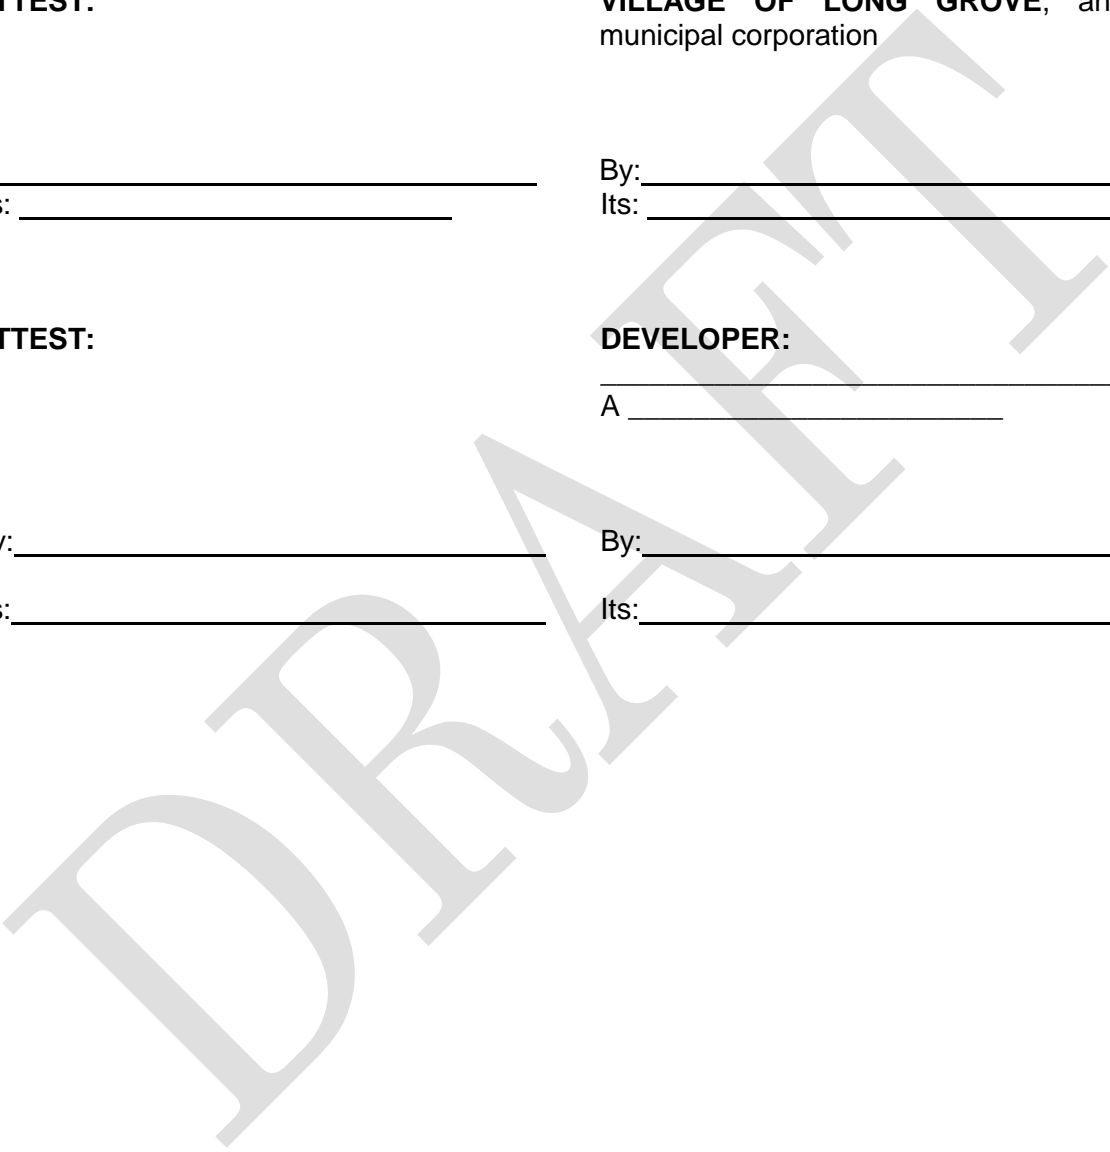 TTEST:
VILLAGE OF LONG GROVE, an
municipal corporation
By:
s:
Its:
TTEST:
DEVELOPER:
A
y:
By:
s:
Its:
DRAFT